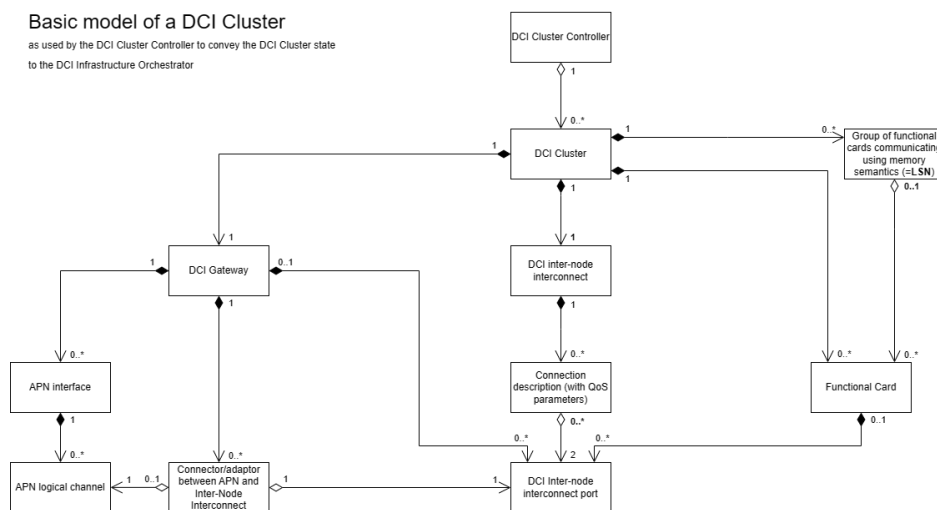 Basic model of a DCI Cluster
as used by the DCI Cluster Controller to convey the DCI Cluster state
to the DCI Infrastructure Orchestrator
DCI Cluster Controller
1
0..*
DCI Cluster
1
1
0..*
1
1
Group of functional
cards communicating
using memory
semantics (=LSN)
0..1
1
1
DCI Gateway
1
0..1
1
DCI inter-node
interconnect
1
0..*
APN interface
1
0..*
Connection
description (with QoS
parameters)
0..*
0..*
0..*
Functional Card
0..1
0..*
APN logical channel
1
0..1
0..*
Connector/adaptor
between APN and
Inter-Node
Interconnect
1
1
0..*
2
0..*
DCI Inter-node
interconnect port